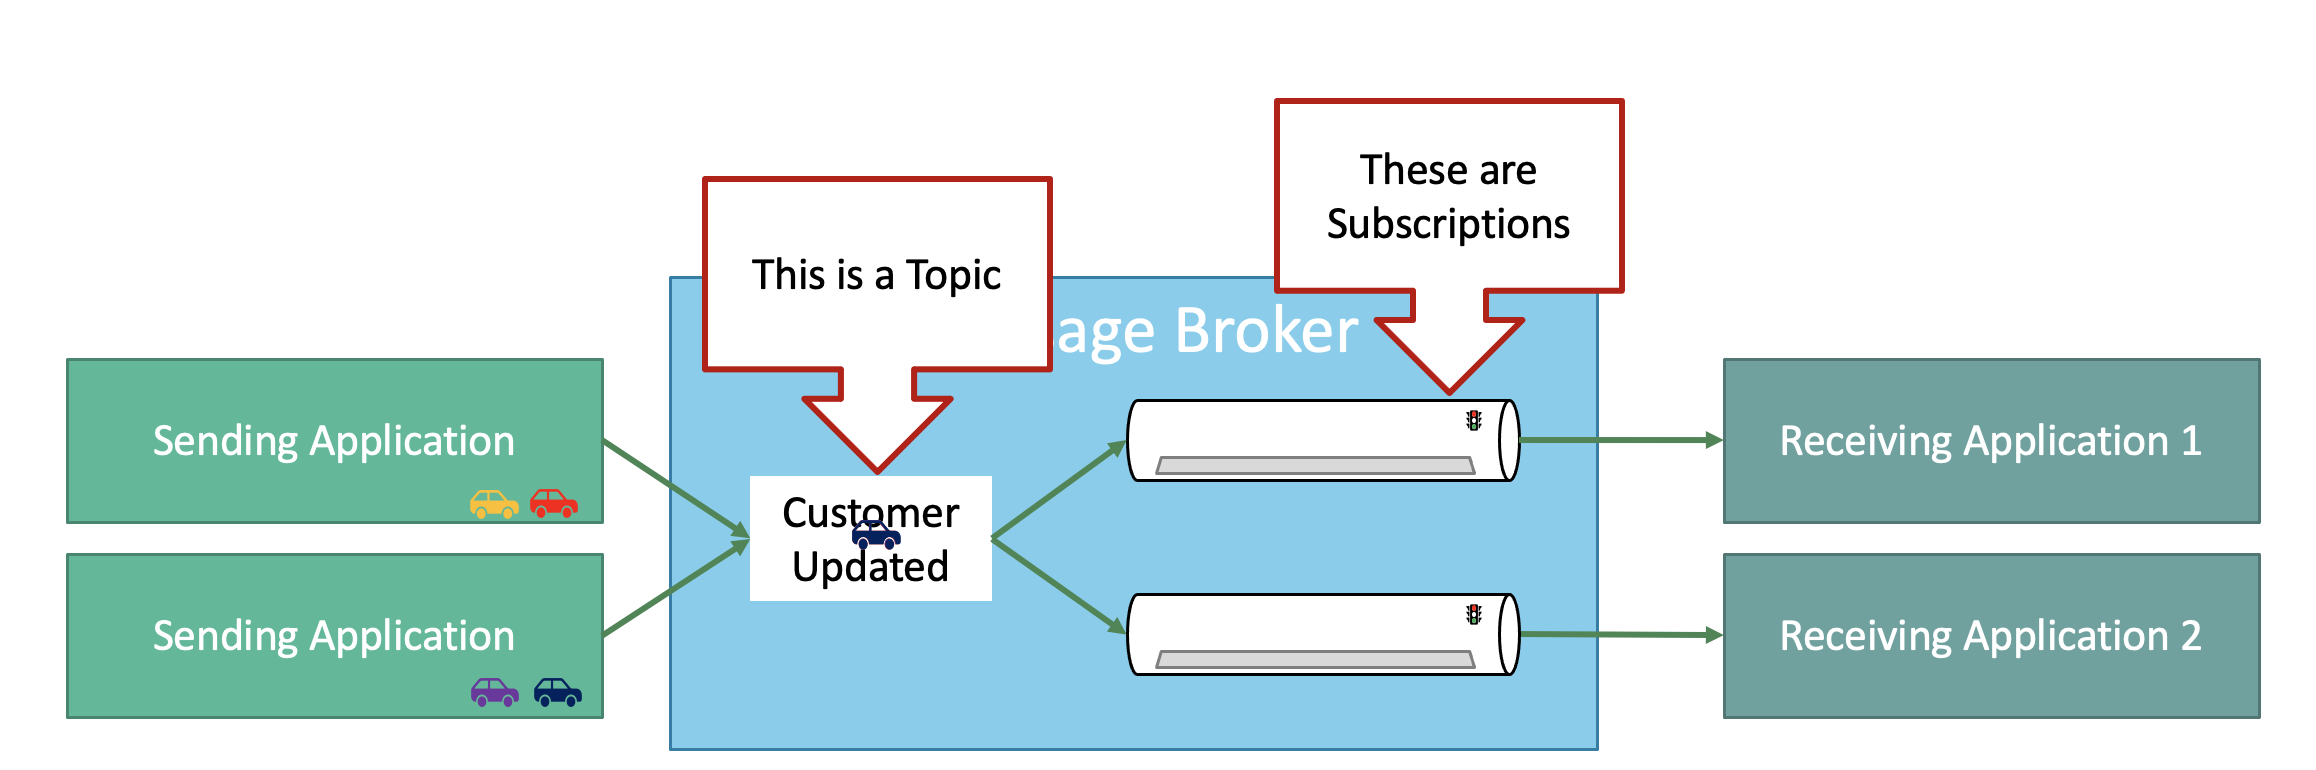 These are
Subscriptions
This is a Topic
age Broker
Sending Application
Receiving Application 1
Customer
Updated
Sending Application
Receiving Application 2